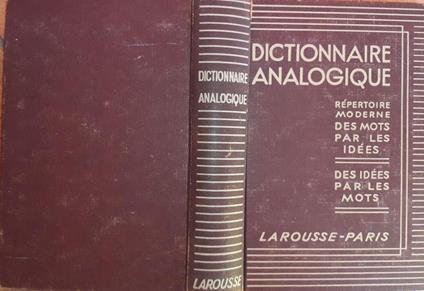 DICTIONNAIRE
ANALOGIQUE
LAROUSSE
DICTIONNAIRE
ANALOGIQUE
RÉPERTOIRE
MODERNE
DES MOTS
PAR LES
IDÉES
DES IDÉES
PAR LES
MOTS
LAROUSSE-PARIS